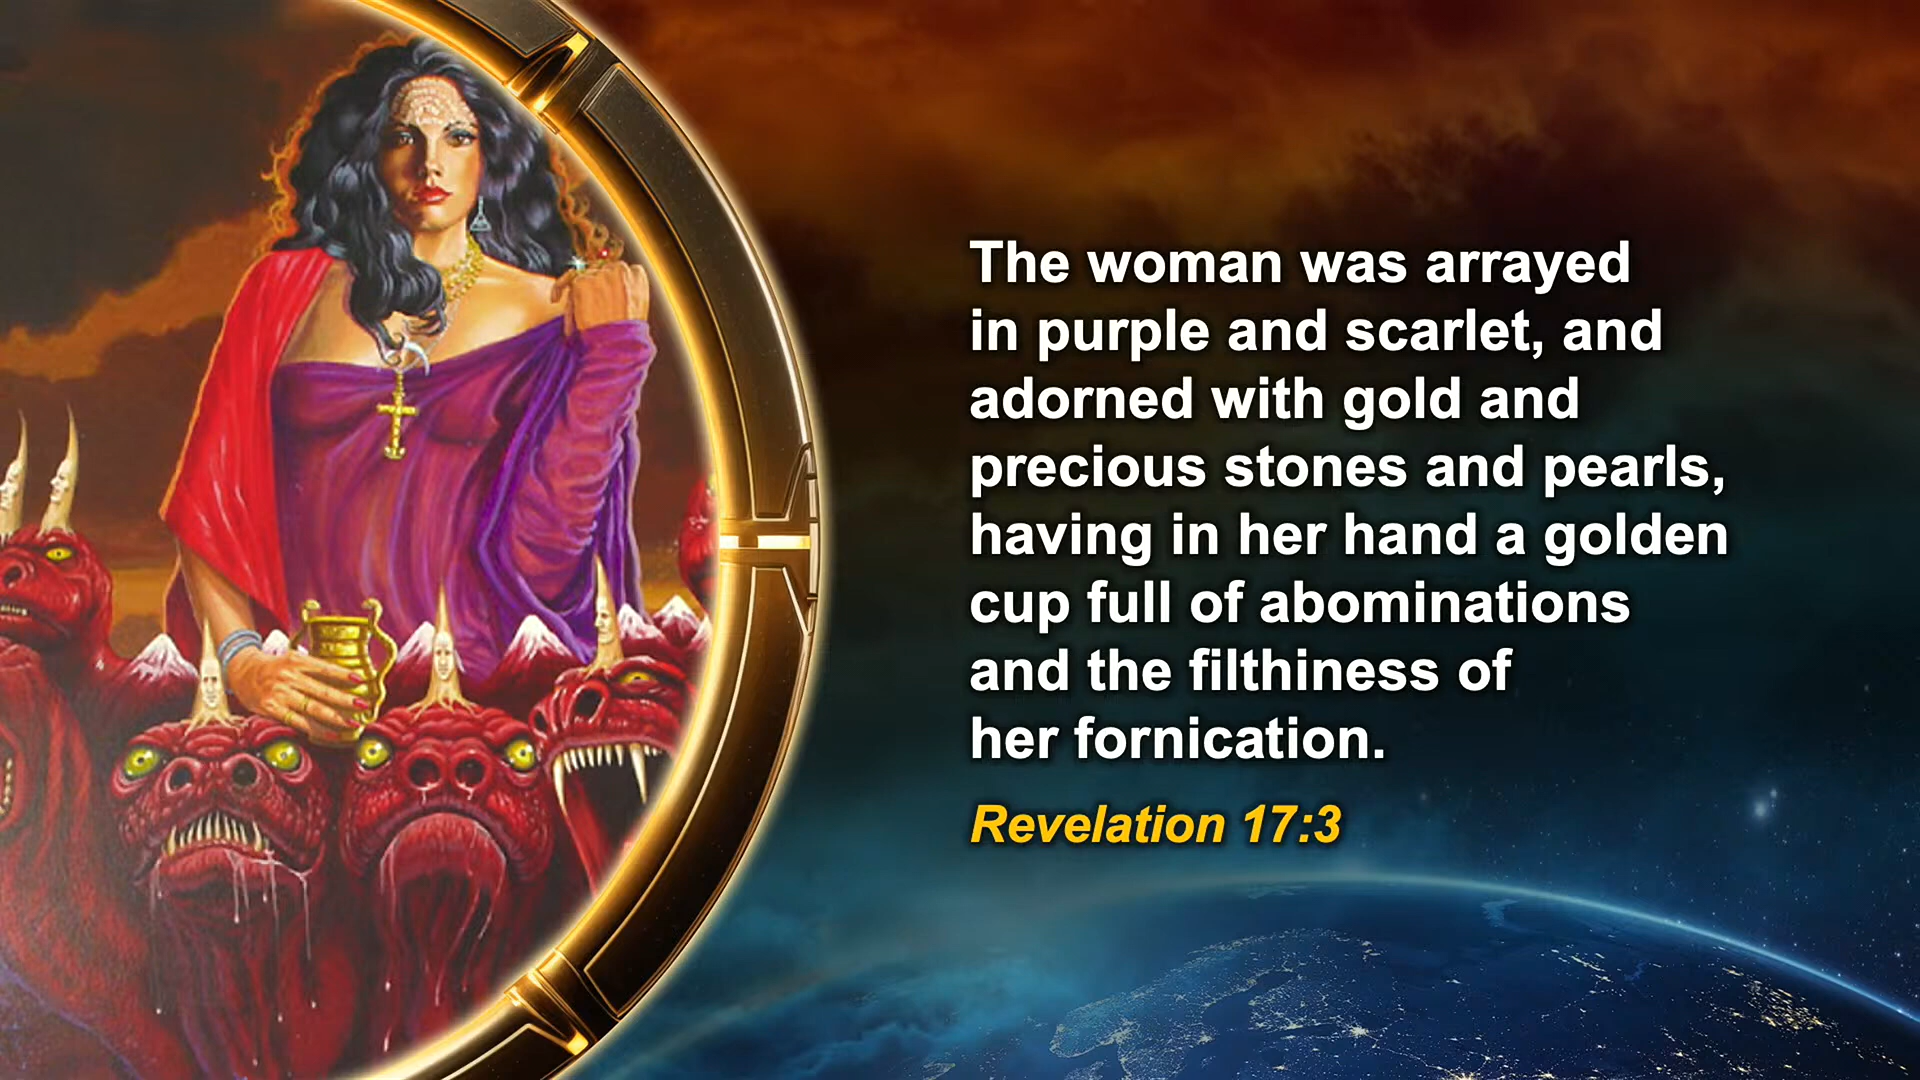 The woman was arrayed
in purple and scarlet, and
adorned with gold and
precious stones and pearls,
having in her hand a golden
cup full of abominations
and the filthiness of
her fornication.
Revelation 17:3